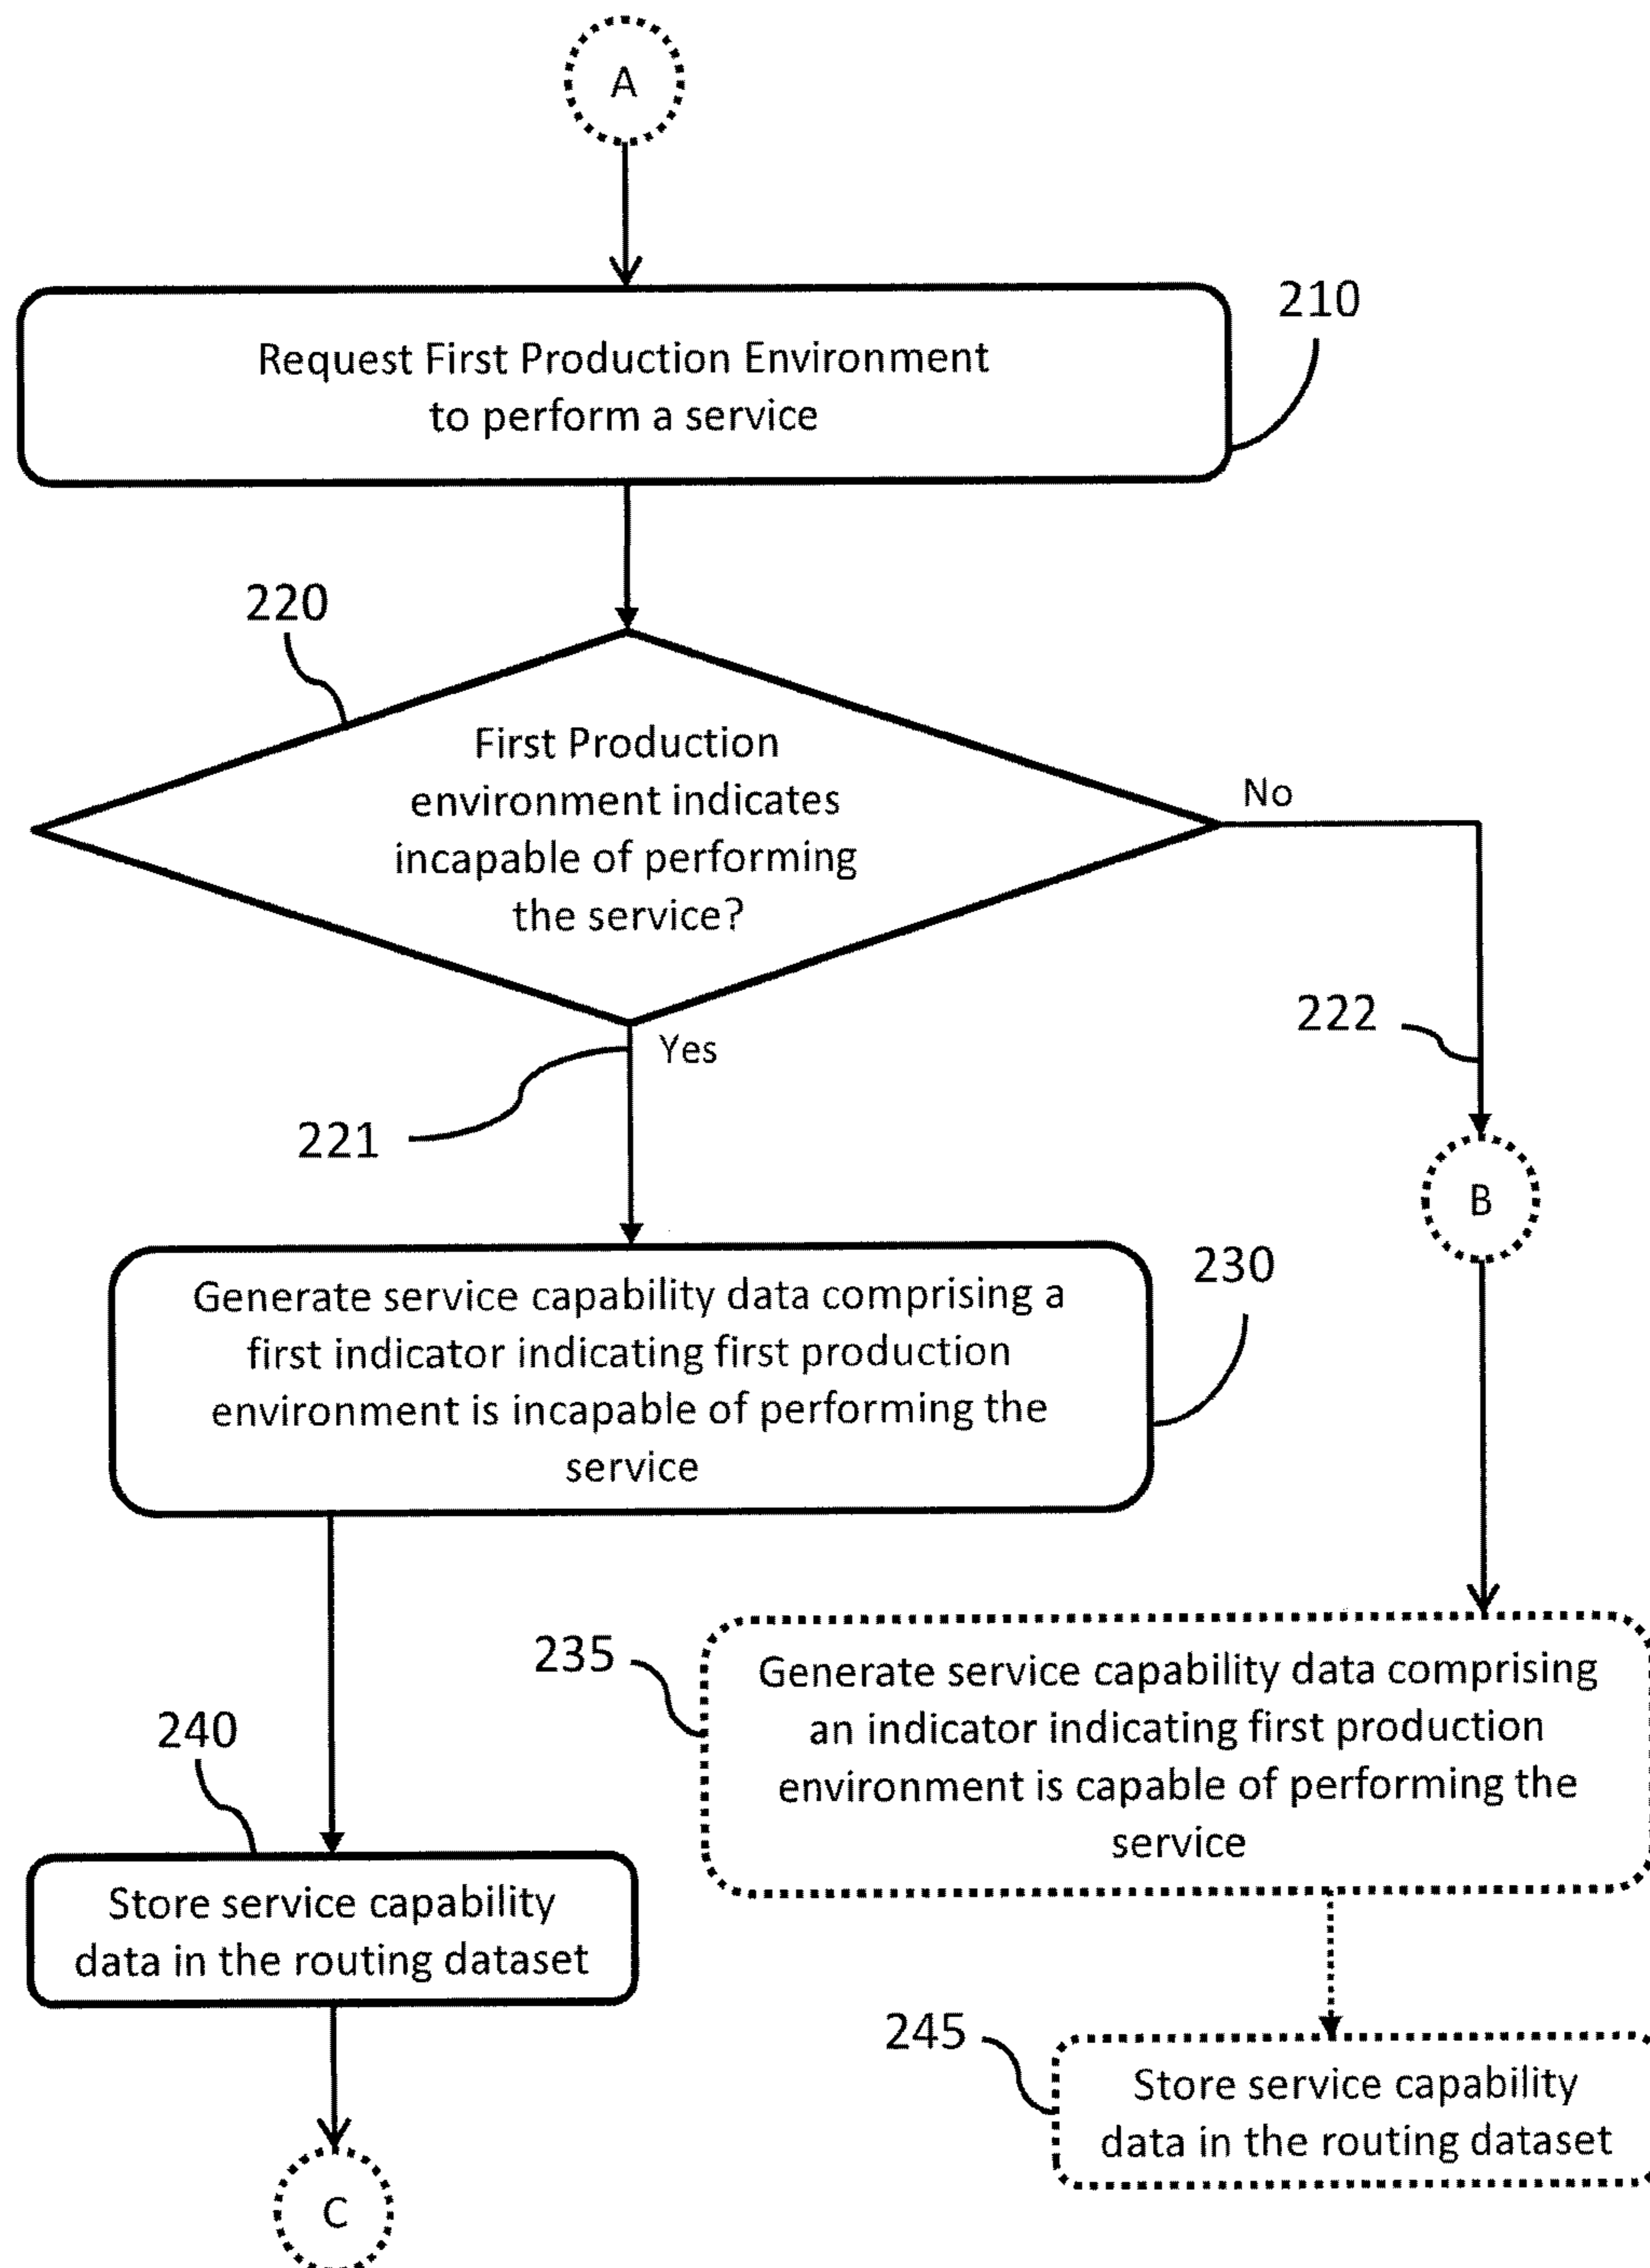 A
210
Request First Production Environment
to perform a service
220
First Production
environment indicates
incapable of performing
the service?
No
222
Yes
221
B
230
Generate service capability data comprising a
first indicator indicating first production
environment is incapable of performing the
service
235
Generate service capability data comprising
an indicator indicating first production
environment is capable of performing the
service
240
Store service capability
data in the routing dataset
245
Store service capability
data in the routing dataset
C